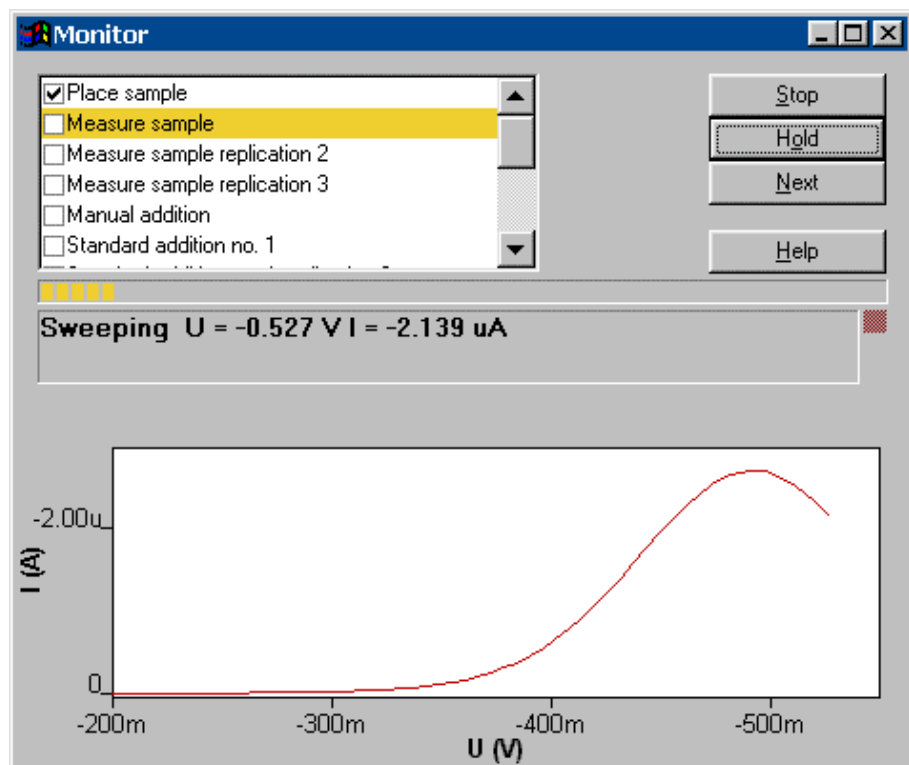 Monitor
Place sample
Measure sample
Measure sample replication 2
Measure sample replication 3
Manual addition
Standard addition no. 1
Stop
Hold
Next
Help
Sweeping U = -0.527 V I = -2.139 uA
-2.00u
I (A)
0
-200m
-300m
-400m
-500m
U (V)